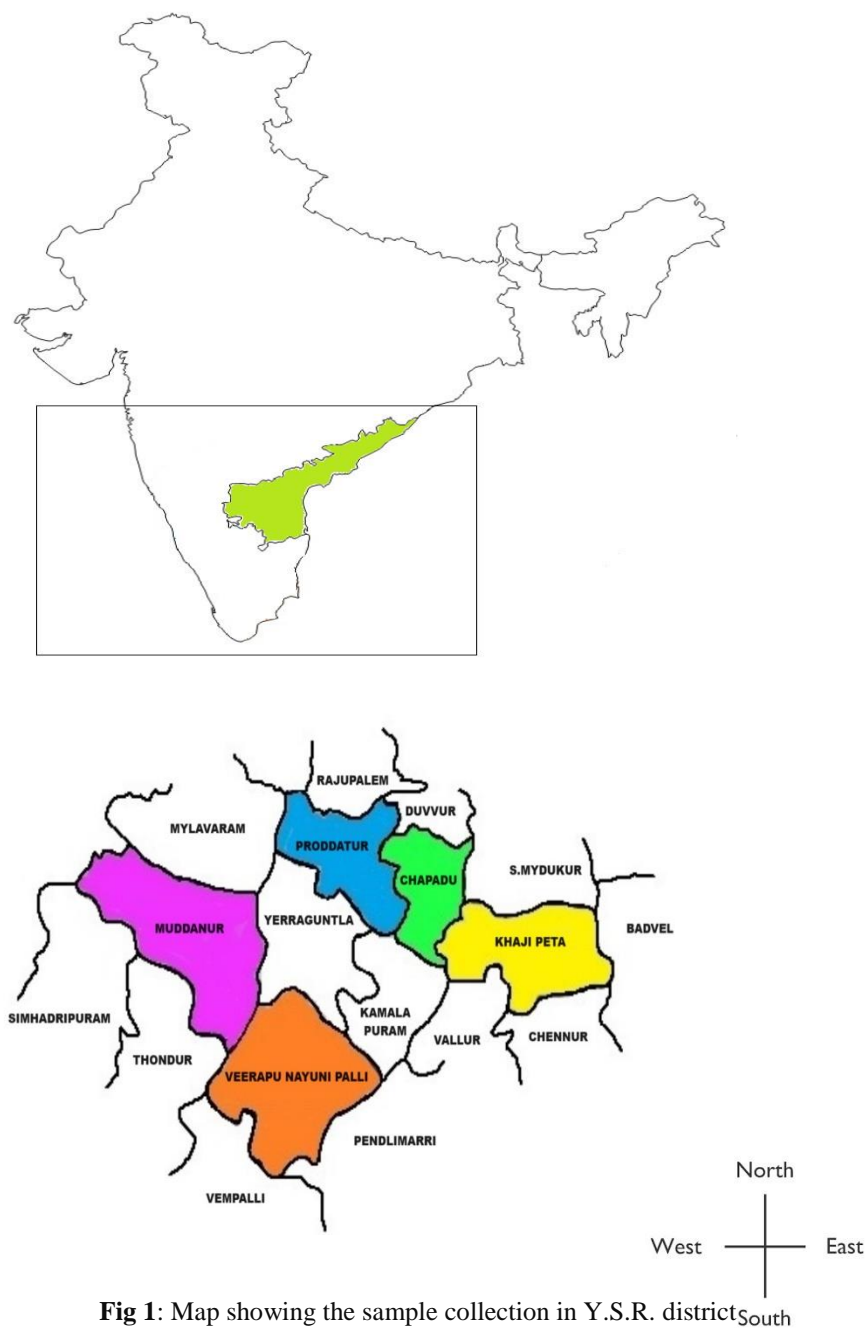 RAJUPALEM
DUVVUR
MYLAVARAM
PRODDATUR
CHAPADU
S.MYDUKUR
MUDDANUR
YERRAGUNTLA
KHAJI PETA
BADVEL
SIMHADRIPURAM
THONDUR
KAMALA
PURAM
VALLUR
CHENNUR
VEERAPU NAYUNI PALLI
PENDLIMARRI
VEMPALLI
North
West
East
South
Fig 1: Map showing the sample collection in Y.S.R. district